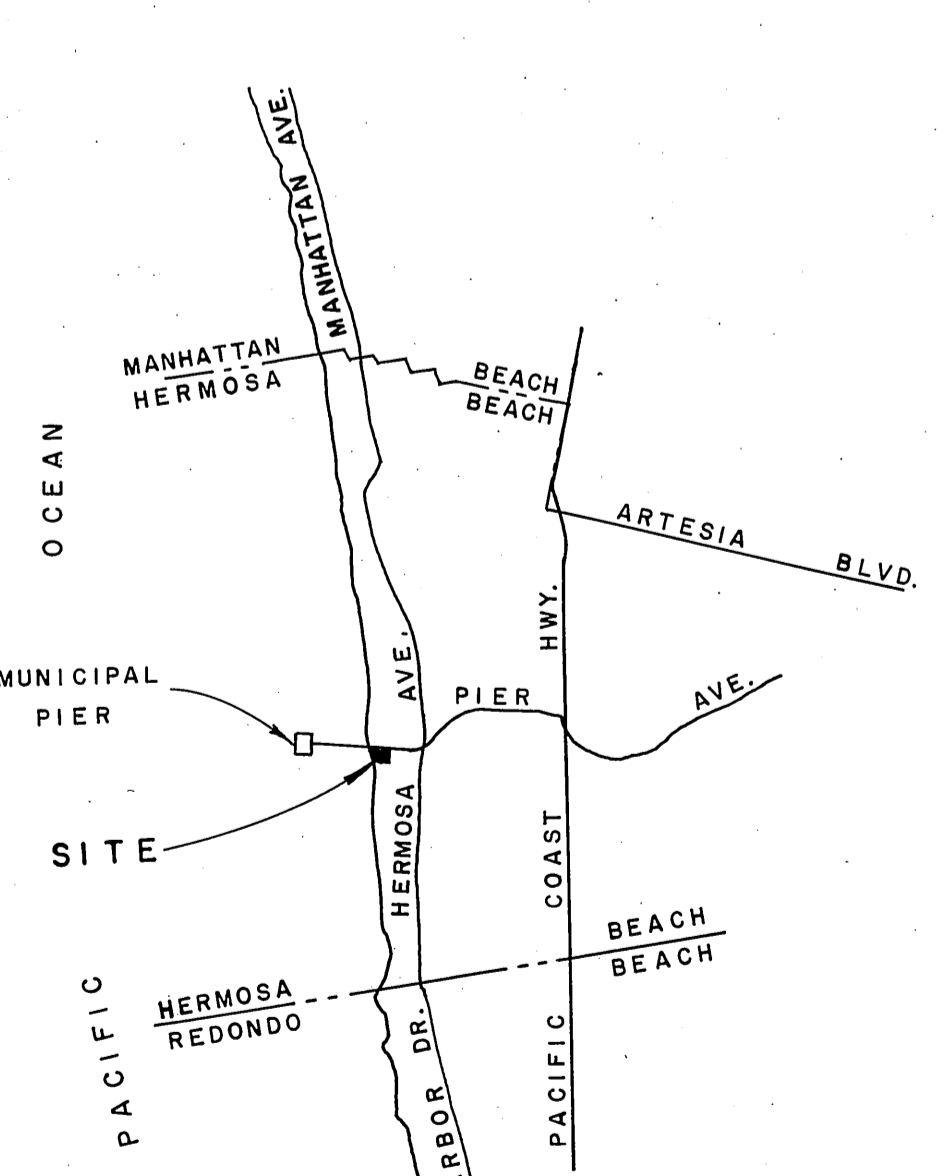 MANHATTAN AVE.
MANHATTAN BEACH
HERMOSA BEACH
OCEAN
ARTESIA BLVD.
HWY.
AVE.
MUNICIPAL
PIER
PIER AVE.
SITE
HERMOSA
COAST
HERMOSA BEACH
REDONDO BEACH
PACIFIC
DR.
RBOR
PACIFIC